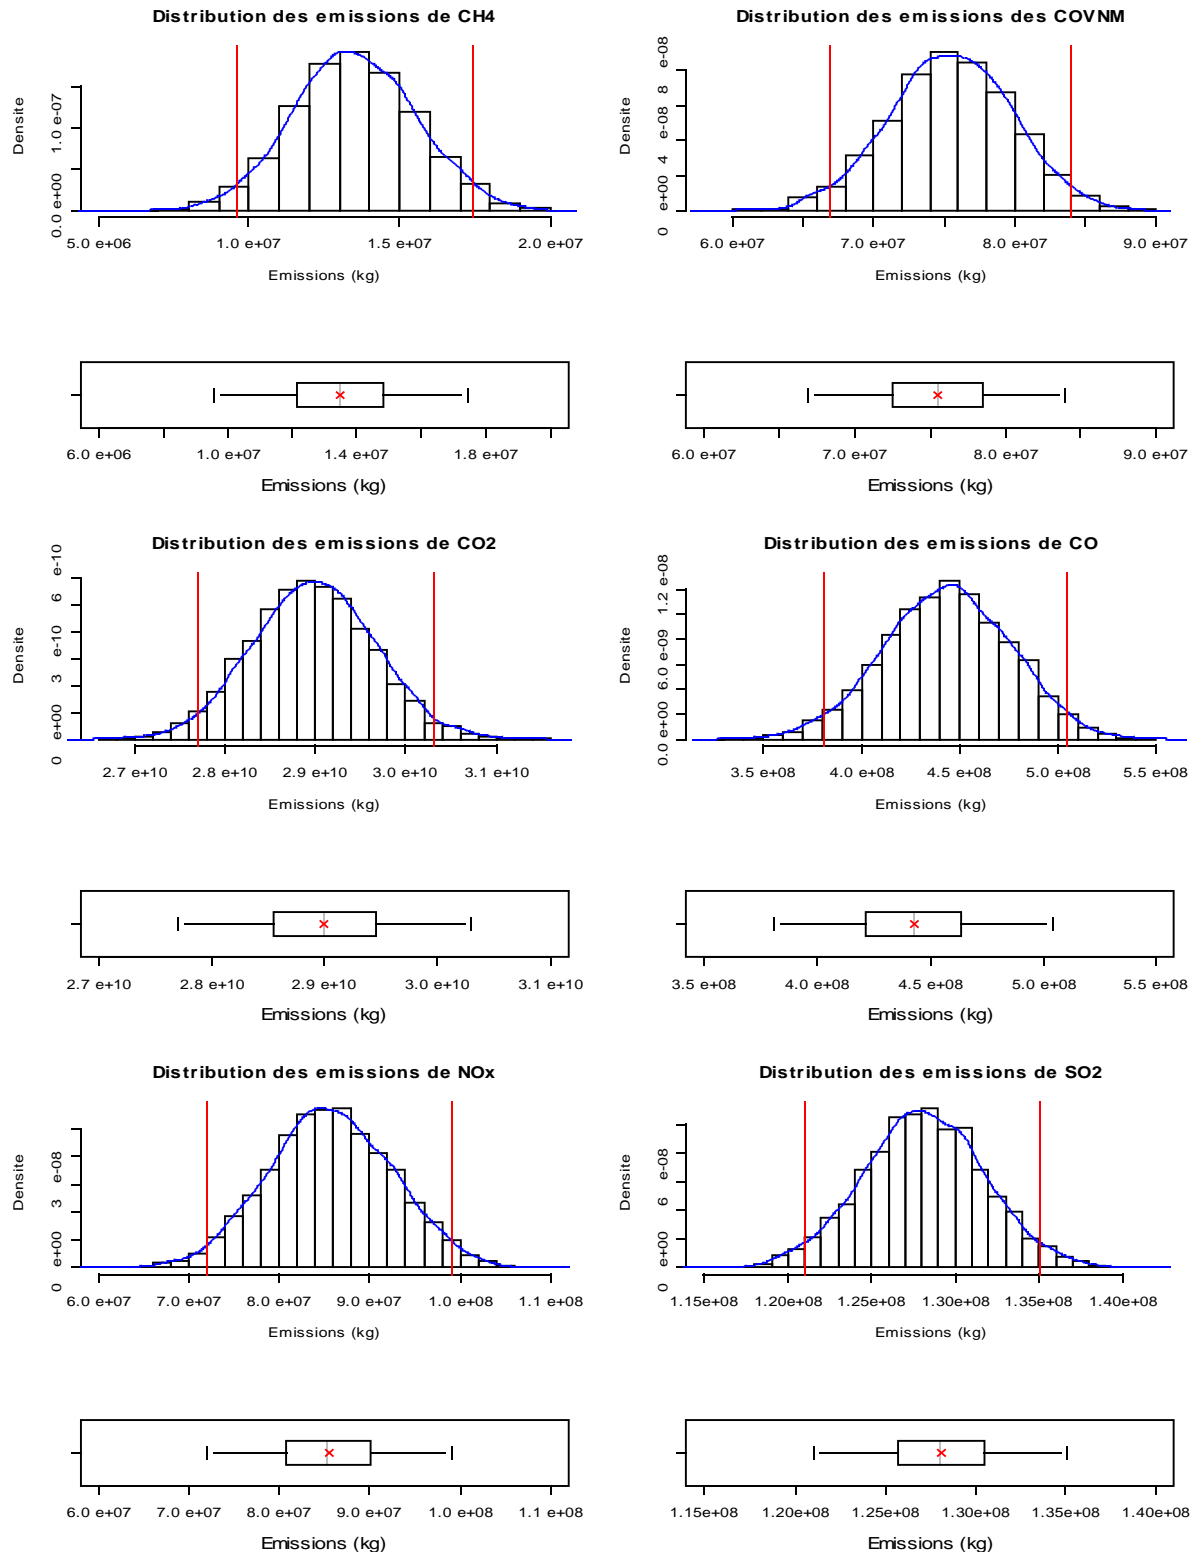 Distribution des emissions de CH4
Densite
0.0 e+00 1.0 e-07
5.0 e+06 1.0 e+07 1.5 e+07 2.0 e+07
Emissions (kg)
6.0 e+06 1.0 e+07 1.4 e+07 1.8 e+07
Emissions (kg)
Distribution des emissions des COVNM
Densite
0 e+00 4 e-08 8 e-08
6.0 e+07 7.0 e+07 8.0 e+07 9.0 e+07
Emissions (kg)
6.0 e+07 7.0 e+07 8.0 e+07 9.0 e+07
Emissions (kg)
Distribution des emissions de CO2
Densite
0 e+00 3 e-10 6 e-10
2.7 e+10 2.8 e+10 2.9 e+10 3.0 e+10 3.1 e+10
Emissions (kg)
2.7 e+10 2.8 e+10 2.9 e+10 3.0 e+10 3.1 e+10
Emissions (kg)
Distribution des emissions de CO
Densite
0.0 e+00 6.0 e-09 1.2 e-08
3.5 e+08 4.0 e+08 4.5 e+08 5.0 e+08 5.5 e+08
Emissions (kg)
3.5 e+08 4.0 e+08 4.5 e+08 5.0 e+08 5.5 e+08
Emissions (kg)
Distribution des emissions de NOx
Densite
0 e+00 3 e-08
6.0 e+07 7.0 e+07 8.0 e+07 9.0 e+07 1.0 e+08 1.1 e+08
Emissions (kg)
6.0 e+07 7.0 e+07 8.0 e+07 9.0 e+07 1.0 e+08 1.1 e+08
Emissions (kg)
Distribution des emissions de SO2
Densite
0 e+00 6 e-08
1.15e+08 1.20e+08 1.25e+08 1.30e+08 1.35e+08 1.40e+08
Emissions (kg)
1.15e+08 1.20e+08 1.25e+08 1.30e+08 1.35e+08 1.40e+08
Emissions (kg)